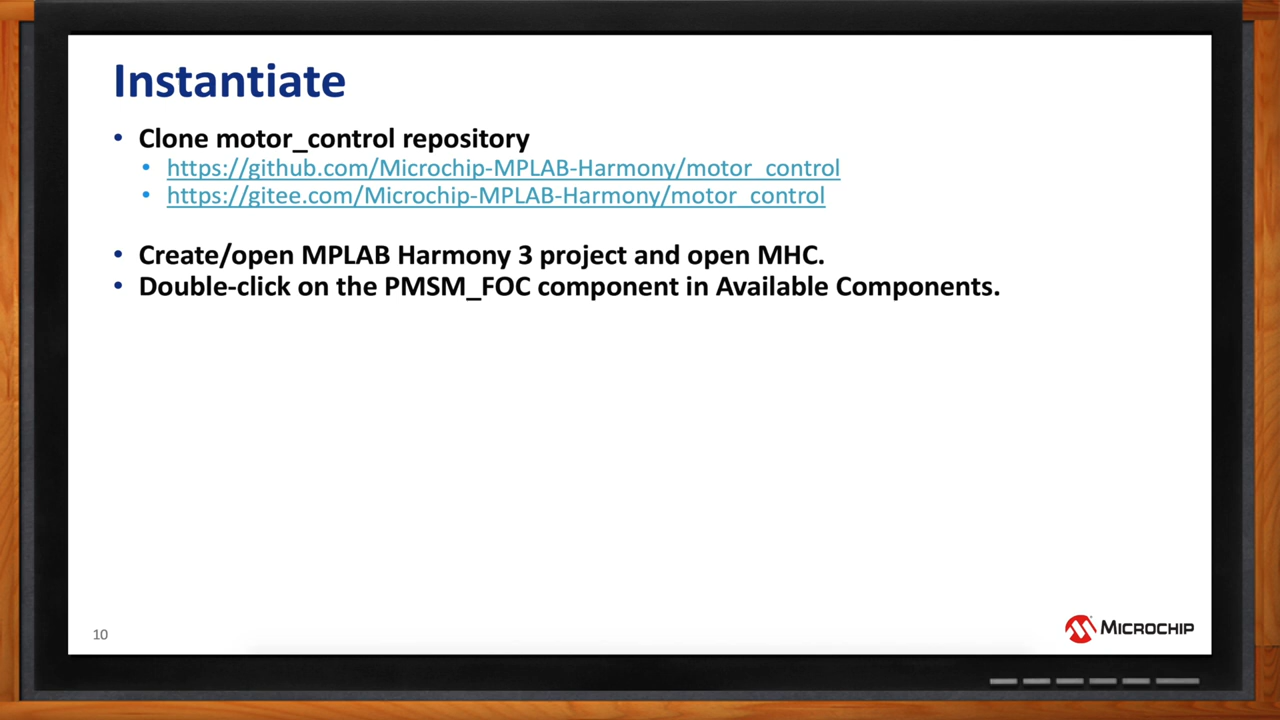 Instantiate
• Clone motor_control repository
• https://github.com/Microchip-MPLAB-Harmony/motor_control
• https://gitee.com/Microchip-MPLAB-Harmony/motor_control
• Create/open MPLAB Harmony 3 project and open MHC.
• Double-click on the PMSM_FOC component in Available Components.
10
MICROCHIP